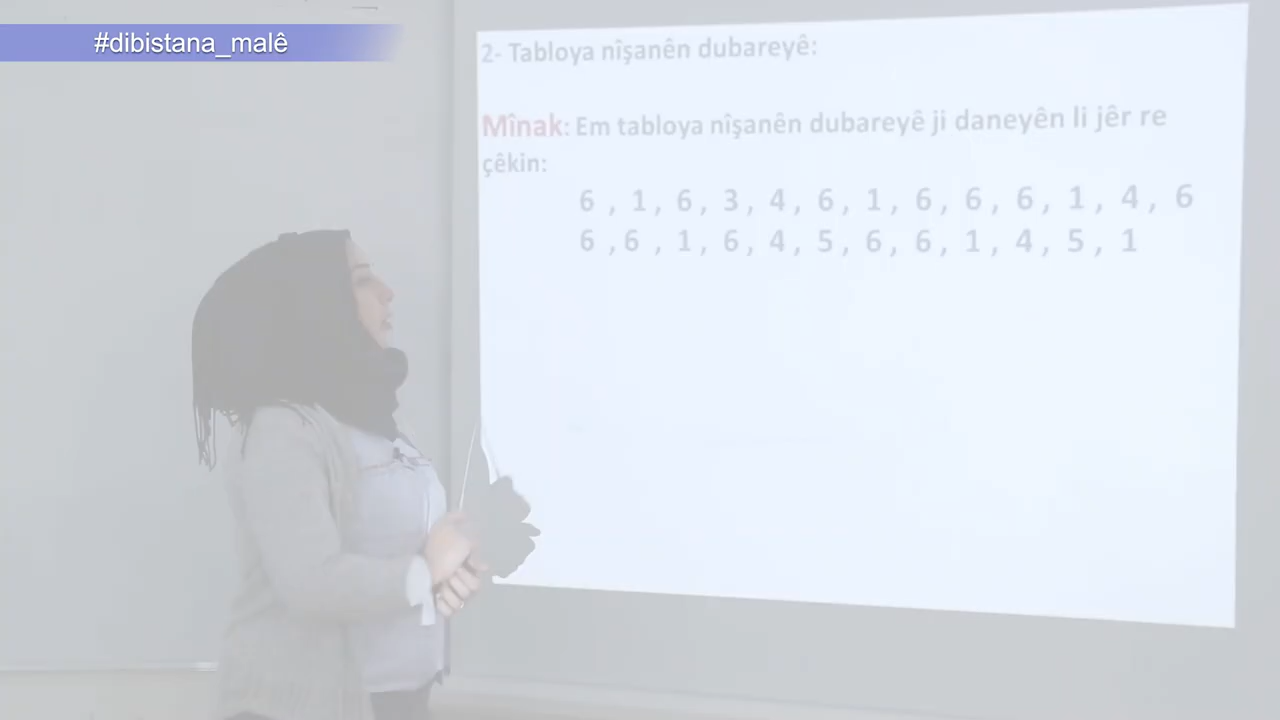 #dibistana_malê
2- Tabloya nîşanên dubareyê:
Mînak: Em tabloya nîşanên dubareyê ji daneyên li jêr re
çêkin:
6 , 1 , 6 , 3 , 4 , 6 , 1 , 6 , 6 , 6 , 1 , 4 , 6
6 ,6 , 1 , 6 , 4 , 5 , 6 , 6 , 1 , 4 , 5 , 1